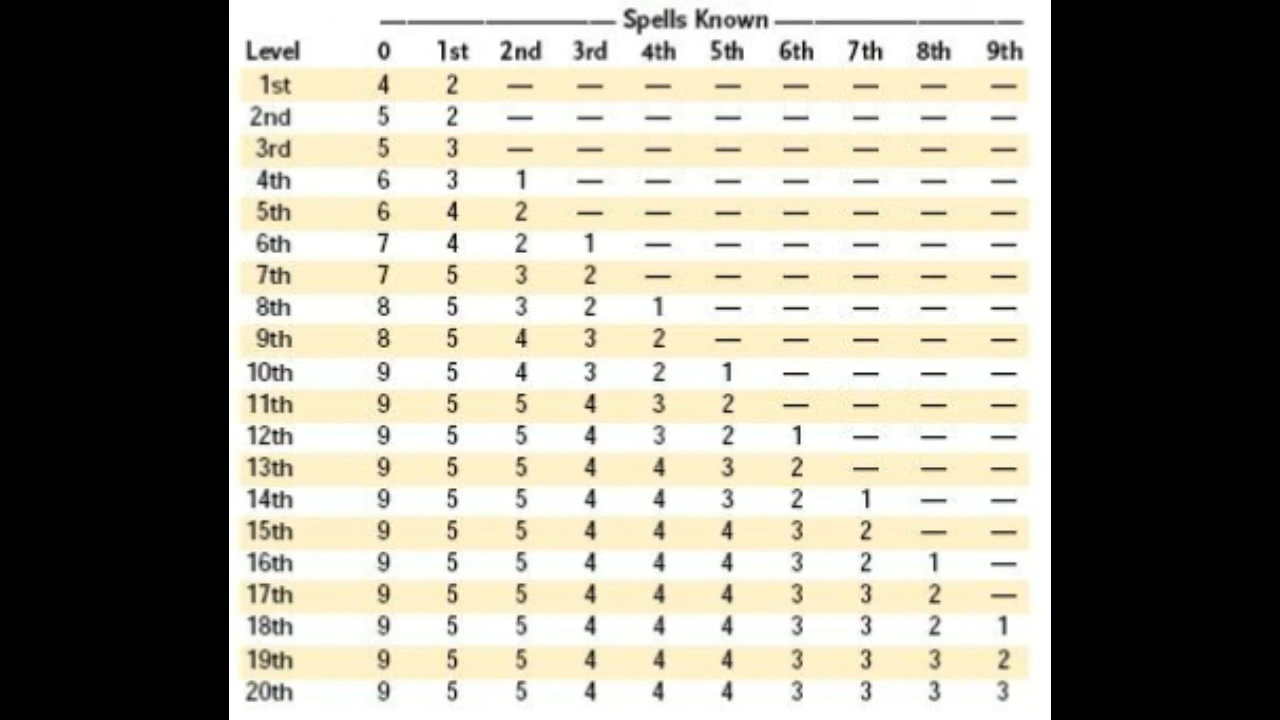 Spells Known
Level 0 1st 2nd 3rd 4th 5th 6th 7th 8th 9th
1st 4 2 — — — — — — — —
2nd 5 2 — — — — — — — —
3rd 5 3 — — — — — — — —
4th 6 3 1 — — — — — — —
5th 6 4 2 — — — — — — —
6th 7 4 2 1 — — — — — —
7th 7 5 3 2 — — — — — —
8th 8 5 3 2 1 — — — — —
9th 8 5 4 3 2 — — — — —
10th 9 5 4 3 2 1 — — — —
11th 9 5 5 4 3 2 — — — —
12th 9 5 5 4 3 2 1 — — —
13th 9 5 5 4 4 3 2 — — —
14th 9 5 5 4 4 3 2 1 — —
15th 9 5 5 4 4 4 3 2 — —
16th 9 5 5 4 4 4 3 2 1 —
17th 9 5 5 4 4 4 3 3 2 —
18th 9 5 5 4 4 4 3 3 2 1
19th 9 5 5 4 4 4 3 3 3 2
20th 9 5 5 4 4 4 3 3 3 3